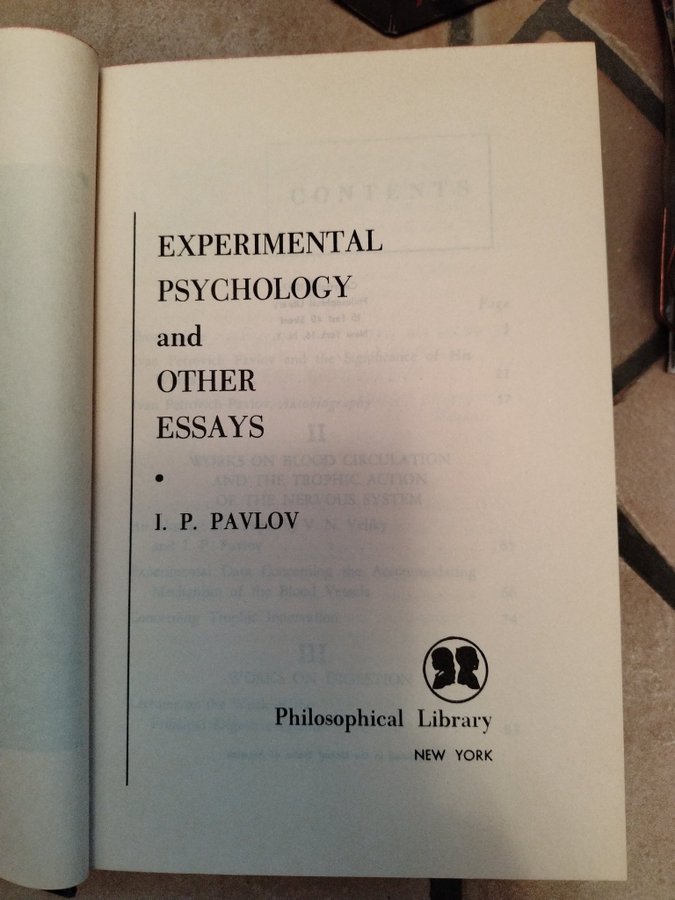 EXPERIMENTAL
PSYCHOLOGY
and
OTHER
ESSAYS
•
I. P. PAVLOV
Philosophical Library
NEW YORK